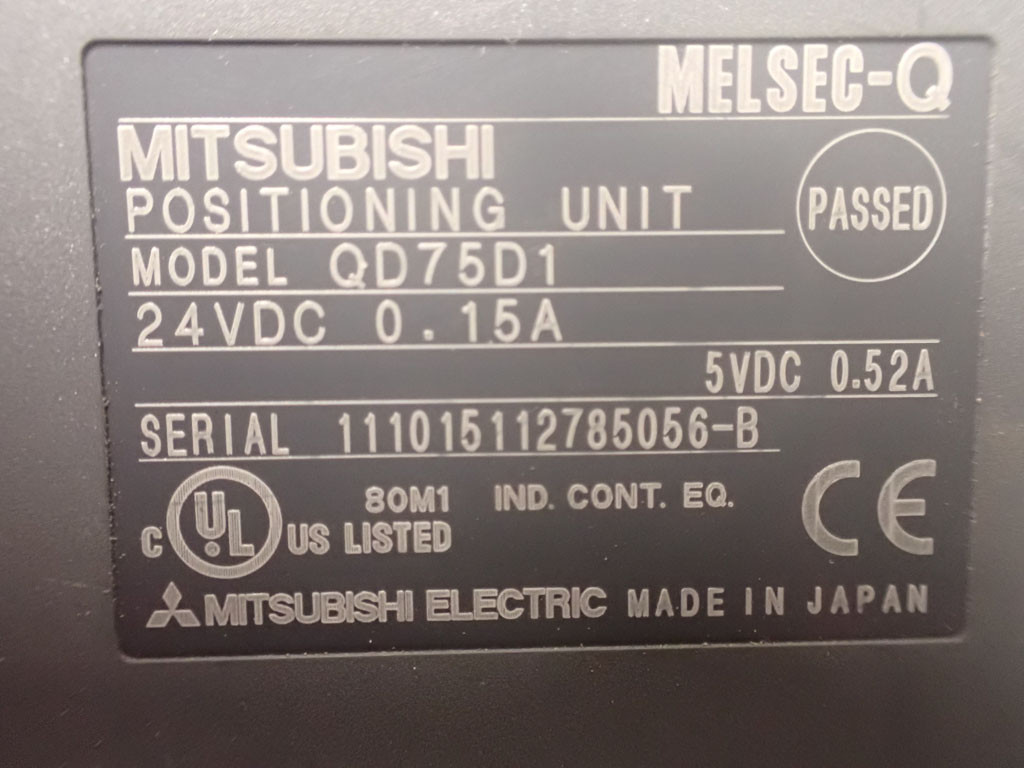 MELSEC-Q
MITSUBISHI
POSITIONING UNIT
PASSED
MODEL QD75D1
24VDC 0.15A
5VDC 0.52A
SERIAL 111015112785056-B
80M1 IND. CONT. EQ.
C UL US LISTED
CE
MITSUBISHI ELECTRIC MADE IN JAPAN